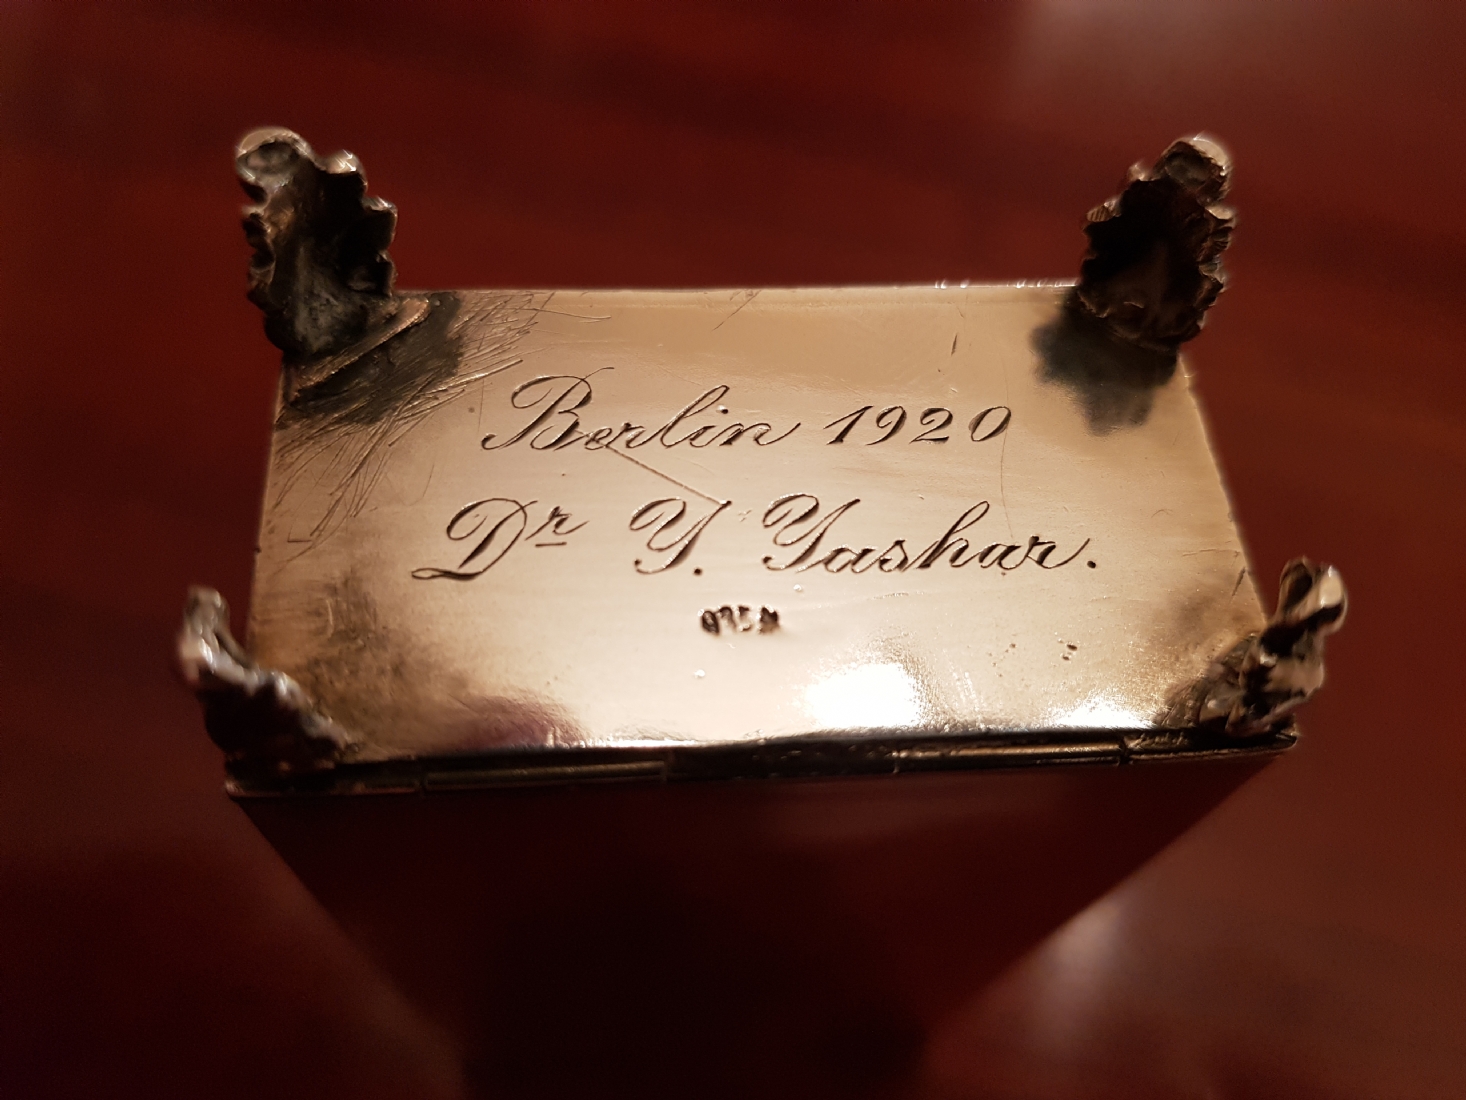 Berlin 1920
Dr Y. Yashar.